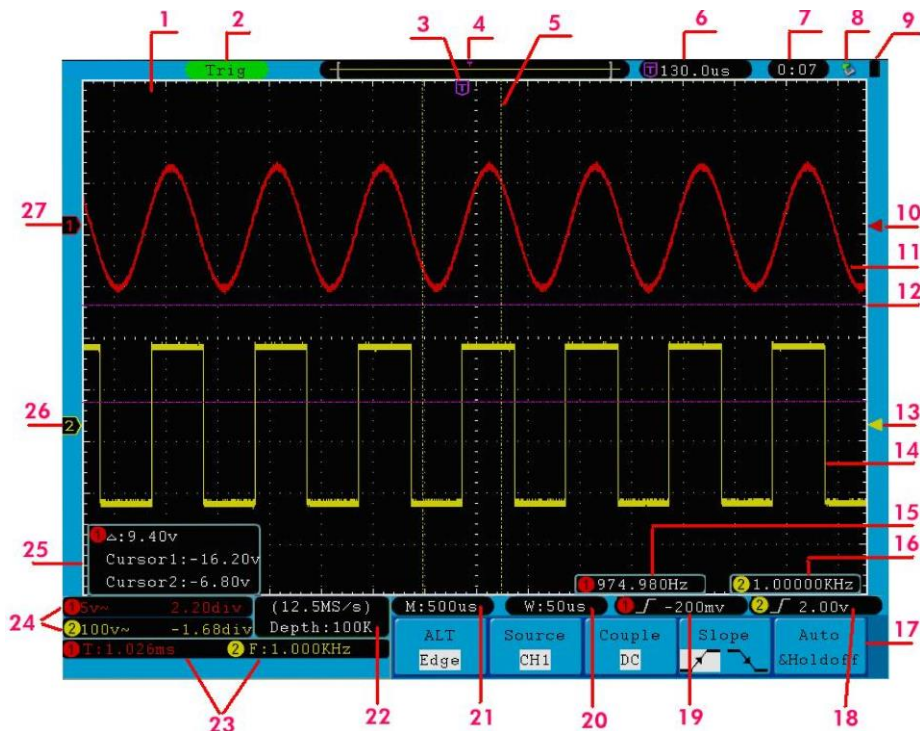 1 2 3 4 5 6 7 8 9
Trig T 130.0us 0:07
T
27 1 10
11
12
26 2 13
14
15
16
25 1 △:9.40v
Cursor1:-16.20v
Cursor2:-6.80v
1 974.980Hz 2 1.00000KHz
24 1 5v~ 2.20div (12.5MS/s) M:500us W:50us 1 -200mv 2 2.00v
2 100v~ -1.68div Depth:100K
1 T:1.026ms 2 F:1.000KHz
ALT Source Couple Slope Auto 17
Edge CH1 DC &Holdoff
23 22 21 20 19 18